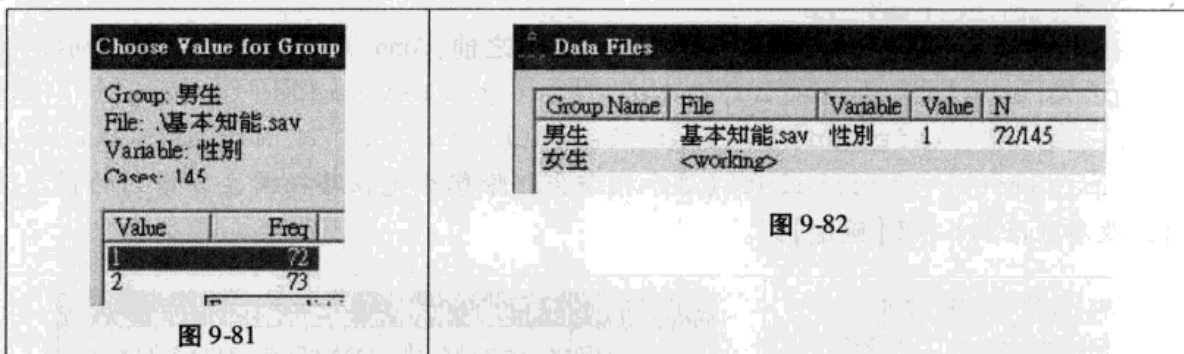 Choose Value for Group
Group: 男生
File: .\基本知能.sav
Variable: 性別
Cases: 145
Value Freq
1 72
2 73
图 9-81
Data Files
Group Name File Variable Value N
男生 基本知能.sav 性別 1 72/145
女生 <working>
图 9-82